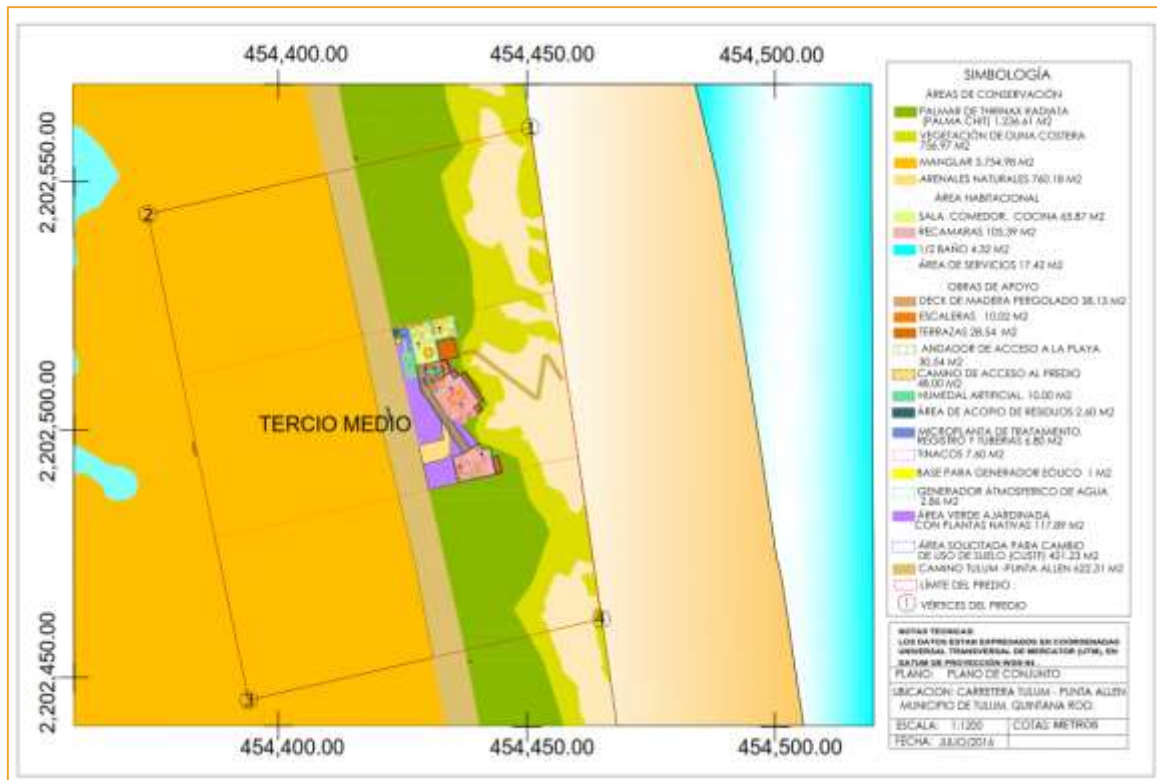 454,400.00 454,450.00 454,500.00
2,202,550.00
2,202,500.00
2,202,450.00
1
2
3
4
TERCIO MEDIO
454,400.00 454,450.00 454,500.00
SIMBOLOGÍA
ÁREAS DE CONSERVACIÓN
PALMAR DE THRINAX RADIATA
(PALMA CHIT) 1,236.61 M2
VEGETACIÓN DE DUNA COSTERA
756.97 M2
MANGLAR 3,754.98 M2
ARENALES NATURALES 760.18 M2
ÁREA HABITACIONAL
SALA, COMEDOR, COCINA 65.87 M2
RECAMARAS 105.39 M2
1/2 BAÑO 4.32 M2
ÁREA DE SERVICIOS 17.42 M2
OBRAS DE APOYO
DECK DE MADERA PERGOLADO 38.13 M2
ESCALERAS 10.02 M2
TERRAZAS 28.54 M2
ANDADOR DE ACCESO A LA PLAYA
30.54 M2
CAMINO DE ACCESO AL PREDIO
48.00 M2
HUMEDAL ARTIFICIAL 10.00 M2
ÁREA DE ACOPIO DE RESIDUOS 2.60 M2
MICROPLANTA DE TRATAMIENTO,
REGISTRO Y TUBERIAS 6.80 M2
TINACOS 7.60 M2
BASE PARA GENERADOR EÓLICO 1 M2
GENERADOR ATMOSFERICO DE AGUA
2.86 M2
ÁREA VERDE AJARDINADA
CON PLANTAS NATIVAS 117.89 M2
ÁREA SOLICITADA PARA CAMBIO
DE USO DE SUELO (CUSTF) 421.23 M2
CAMINO TULUM -PUNTA ALLEN 622.31 M2
LÍMITE DEL PREDIO
1 VÉRTICES DEL PREDIO
NOTAS TECNICAS:
LOS DATOS ESTAN EXPRESADOS EN COORDENADAS
UNIVERSAL TRANSVERSAL DE MERCATOR (UTM), EN
DATUM DE PROYECCIÓN WGS-84
PLANO: PLANO DE CONJUNTO
UBICACION: CARRETERA TULUM - PUNTA ALLEN
MUNICIPIO DE TULUM, QUINTANA ROO.
ESCALA: 1:1200 COTAS: METROS
FECHA: JULIO/2016